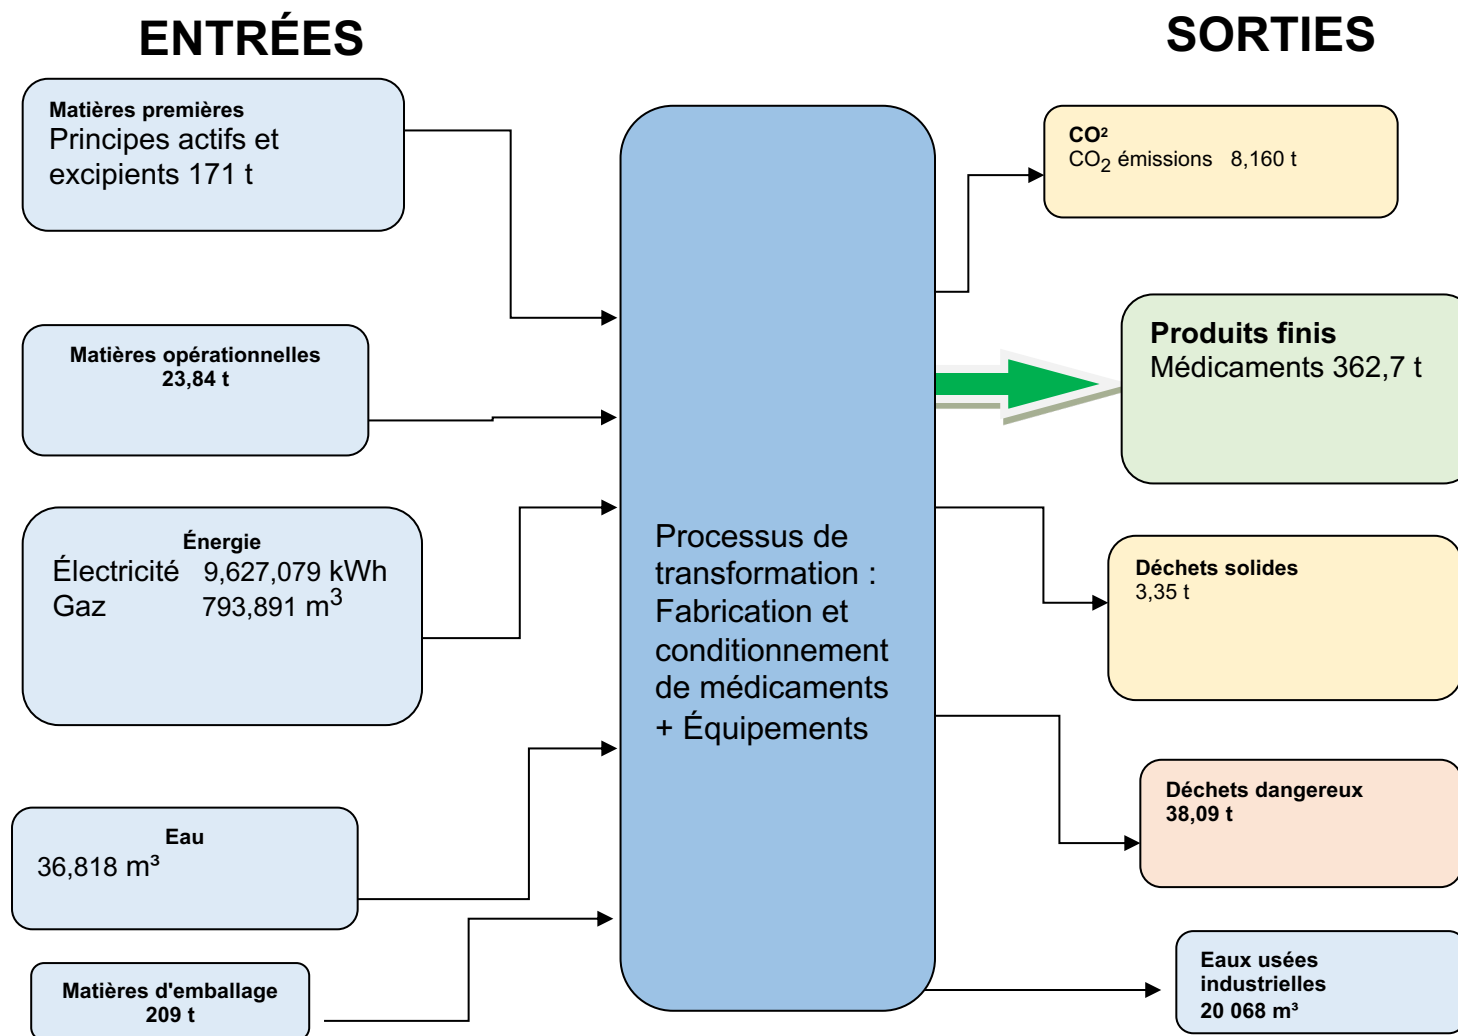 ENTRÉES
Matières premières
Principes actifs et
excipients 171 t
Matières opérationnelles
23,84 t
Énergie
Électricité 9,627,079 kWh
Gaz 793,891 m³
Eau
36,818 m³
Matières d'emballage
209 t
Processus de
transformation :
Fabrication et
conditionnement
de médicaments
+ Équipements
SORTIES
CO²
CO₂ émissions 8,160 t
Produits finis
Médicaments 362,7 t
Déchets solides
3,35 t
Déchets dangereux
38,09 t
Eaux usées
industrielles
20 068 m³